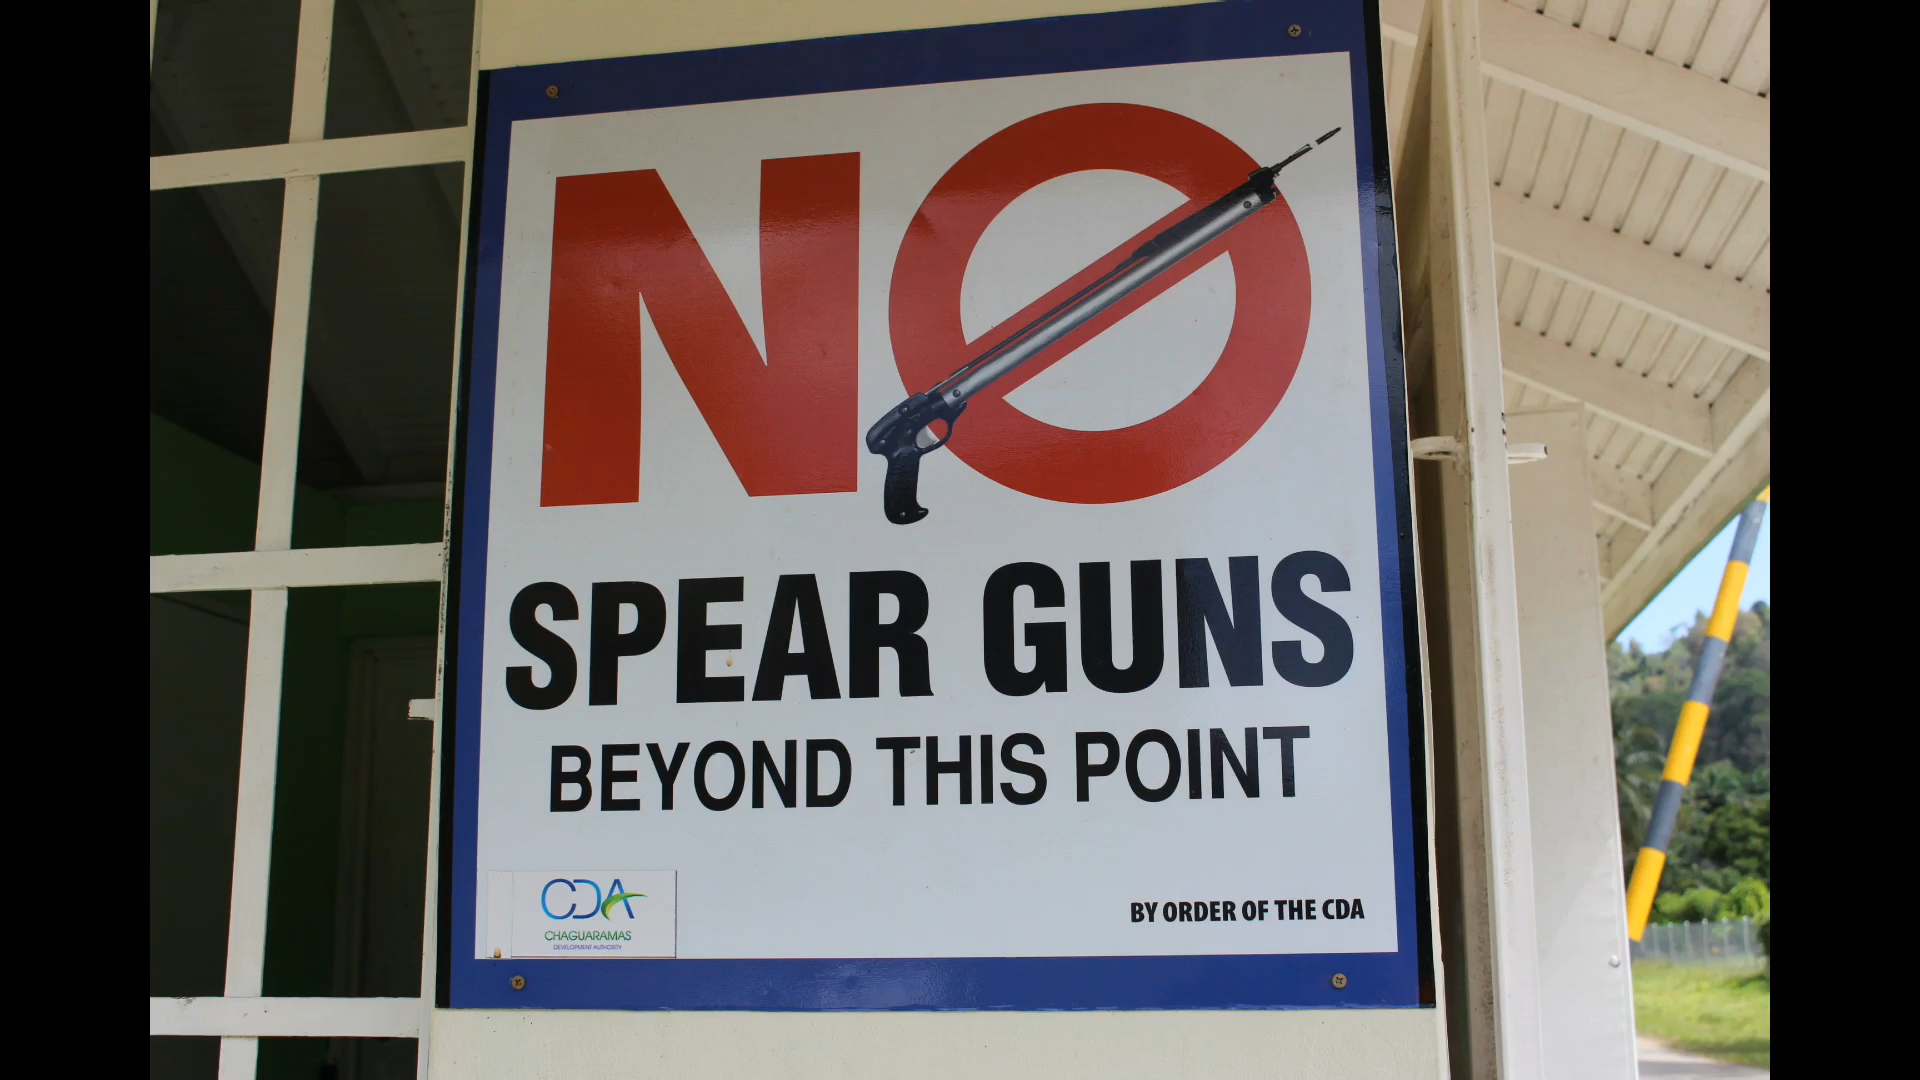 NO
SPEAR GUNS
BEYOND THIS POINT
CDA
CHAGUARAMAS
DEVELOPMENT AUTHORITY
BY ORDER OF THE CDA